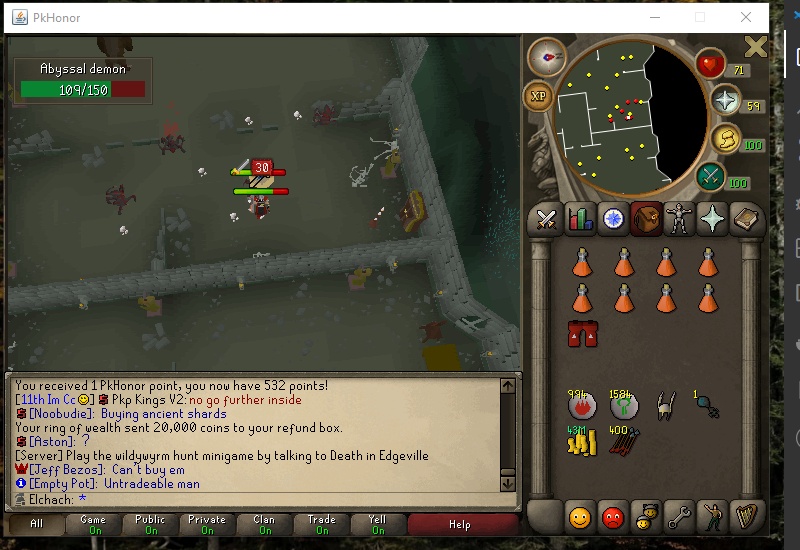 PkHonor
Abyssal demon
109/150
30
XP
71
59
100
100
994
1584
1
43M
400
You received 1 PkHonor point, you now have 532 points!
[11th Im Cc] Pkp Kings V2: no go further inside
[Noobudie]: Buying ancient shards
Your ring of wealth sent 20,000 coins to your refund box.
[Aston]: ?
[Server] Play the wildywyrm hunt minigame by talking to Death in Edgeville
[Jeff Bezos]: Can't buy em
[Empty Pot]: Untradeable man
Elchach: *
All Game Public Private Clan Trade Yell Help
On On On On On On